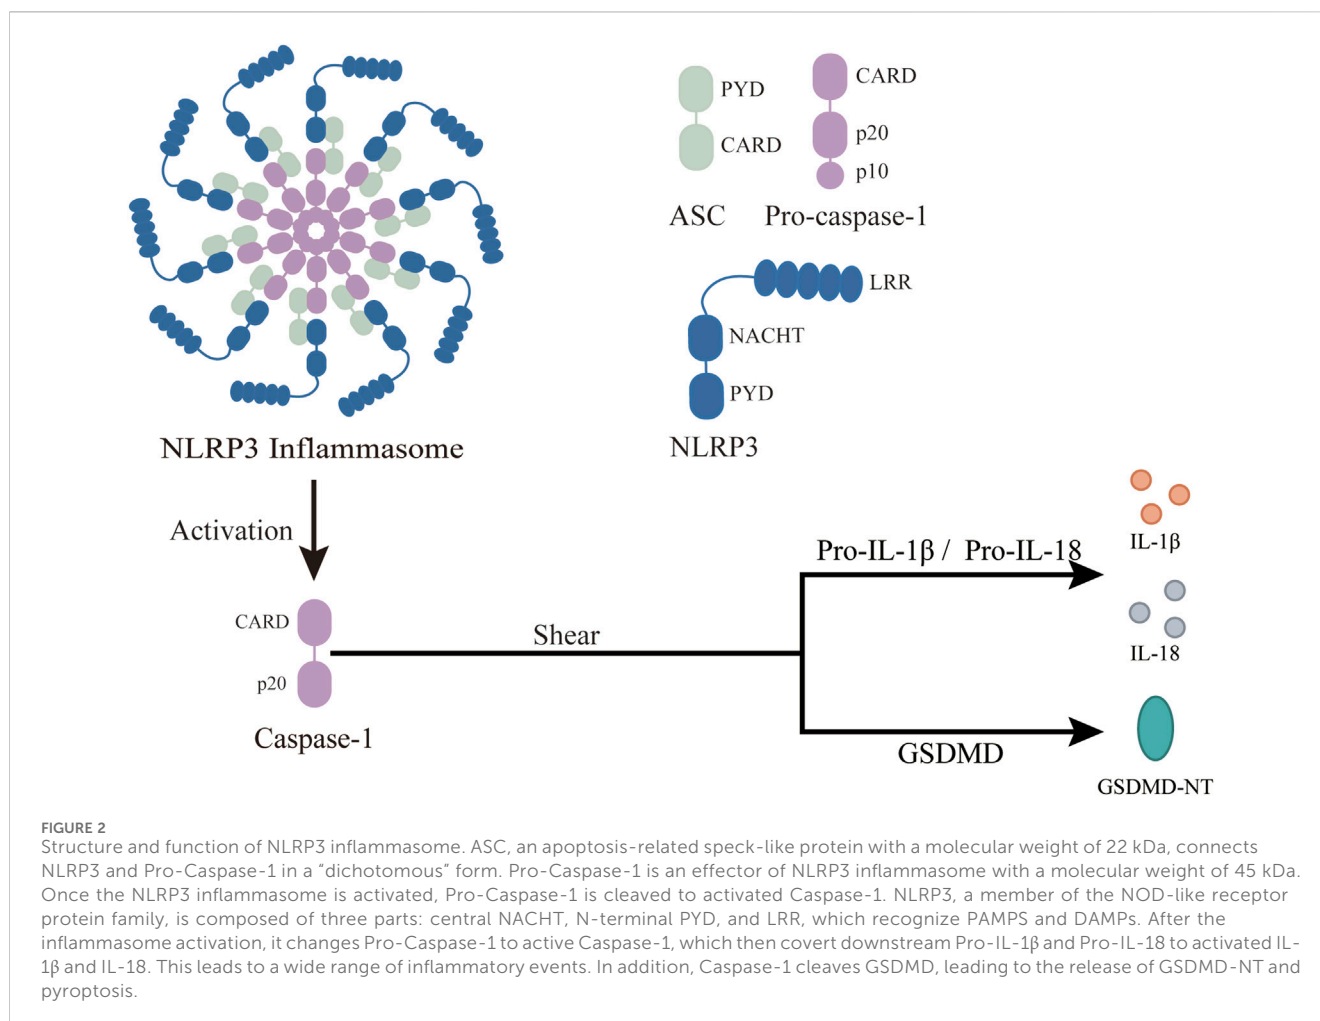 PYD
CARD
ASC
CARD
p20
p10
Pro-caspase-1
LRR
NACHT
PYD
NLRP3
NLRP3 Inflammasome
Activation
CARD
p20
Caspase-1
Shear
Pro-IL-1β / Pro-IL-18
IL-1β
IL-18
GSDMD
GSDMD-NT
FIGURE 2
Structure and function of NLRP3 inflammasome. ASC, an apoptosis-related speck-like protein with a molecular weight of 22 kDa, connects
NLRP3 and Pro-Caspase-1 in a “dichotomous” form. Pro-Caspase-1 is an effector of NLRP3 inflammasome with a molecular weight of 45 kDa.
Once the NLRP3 inflammasome is activated, Pro-Caspase-1 is cleaved to activated Caspase-1. NLRP3, a member of the NOD-like receptor
protein family, is composed of three parts: central NACHT, N-terminal PYD, and LRR, which recognize PAMPS and DAMPs. After the
inflammasome activation, it changes Pro-Caspase-1 to active Caspase-1, which then covert downstream Pro-IL-1β and Pro-IL-18 to activated IL-
1β and IL-18. This leads to a wide range of inflammatory events. In addition, Caspase-1 cleaves GSDMD, leading to the release of GSDMD-NT and
pyroptosis.